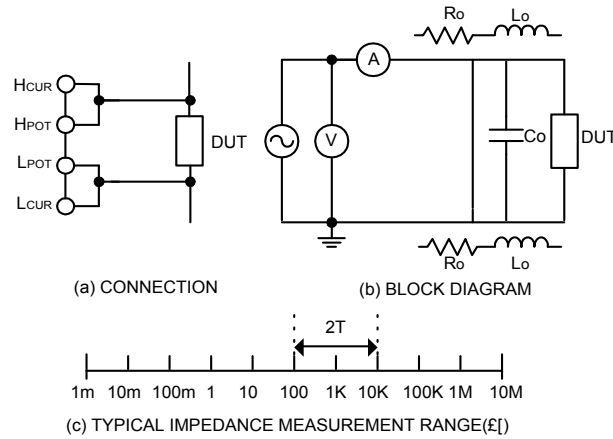 Ro Lo
HCUR
HPOT
LPOT
LCUR
DUT
A
V
Co
DUT
Ro Lo
(a) CONNECTION
(b) BLOCK DIAGRAM
2T
1m 10m 100m 1 10 100 1K 10K 100K 1M 10M
(c) TYPICAL IMPEDANCE MEASUREMENT RANGE(£[)